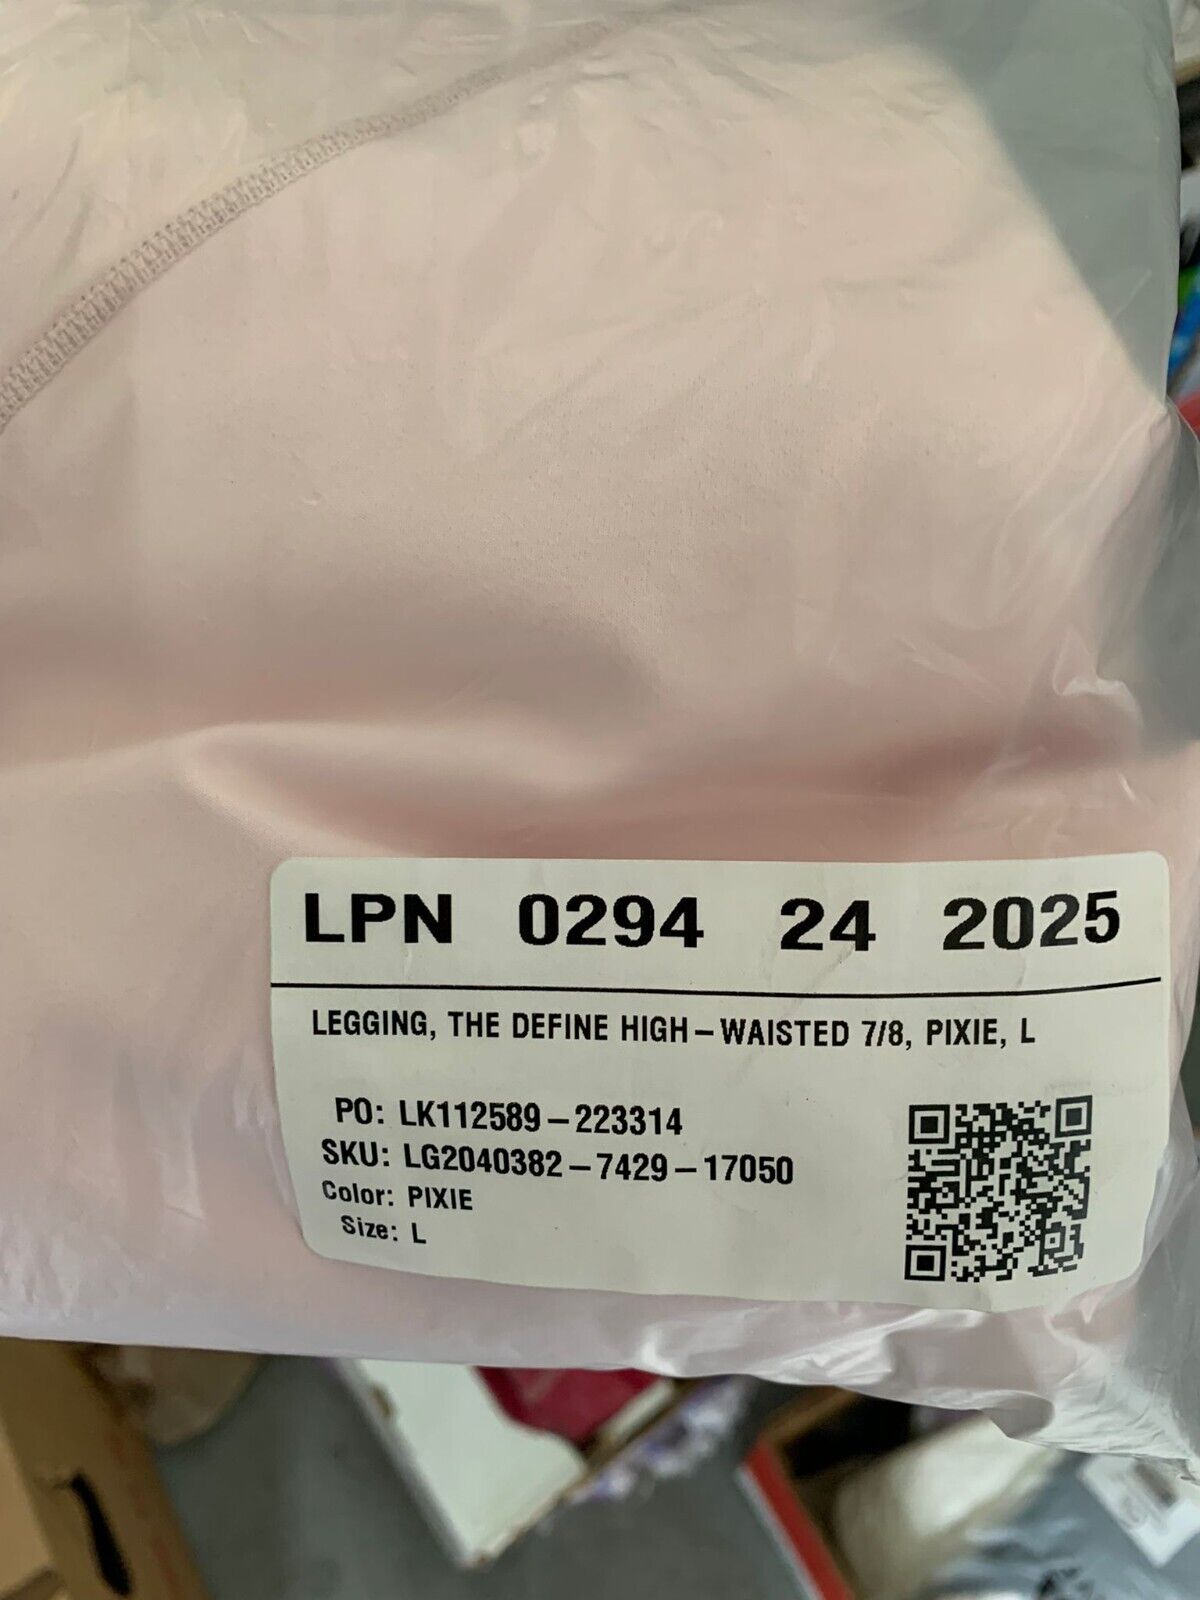 LPN 0294 24 2025
LEGGING, THE DEFINE HIGH-WAISTED 7/8, PIXIE, L
PO: LK112589-223314
SKU: LG2040382-7429-17050
Color: PIXIE
Size: L